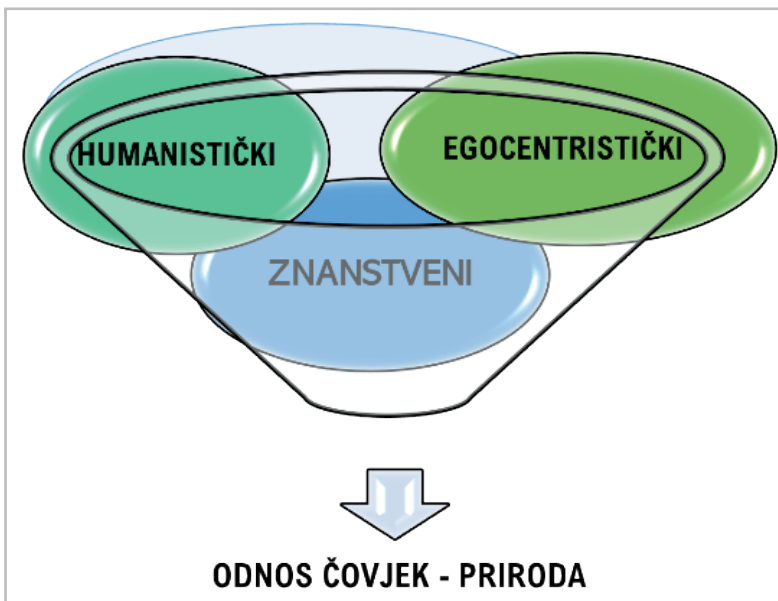 HUMANISTIČKI
EGOCENTRISTIČKI
ZNANSTVENI
ODNOS ČOVJEK - PRIRODA